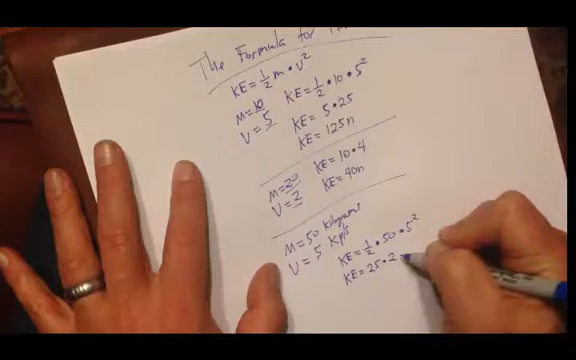 The Formula for
KE = ½ m • v²
M = 10
V = 5
KE = ½ • 10 • 5²
KE = 5 • 25
KE = 125n
M = 20
V = 2
KE = 10 • 4
KE = 40n
M = 50 kilograms
V = 5 Kpts
KE = ½ • 50 • 5²
KE = 25 • 2